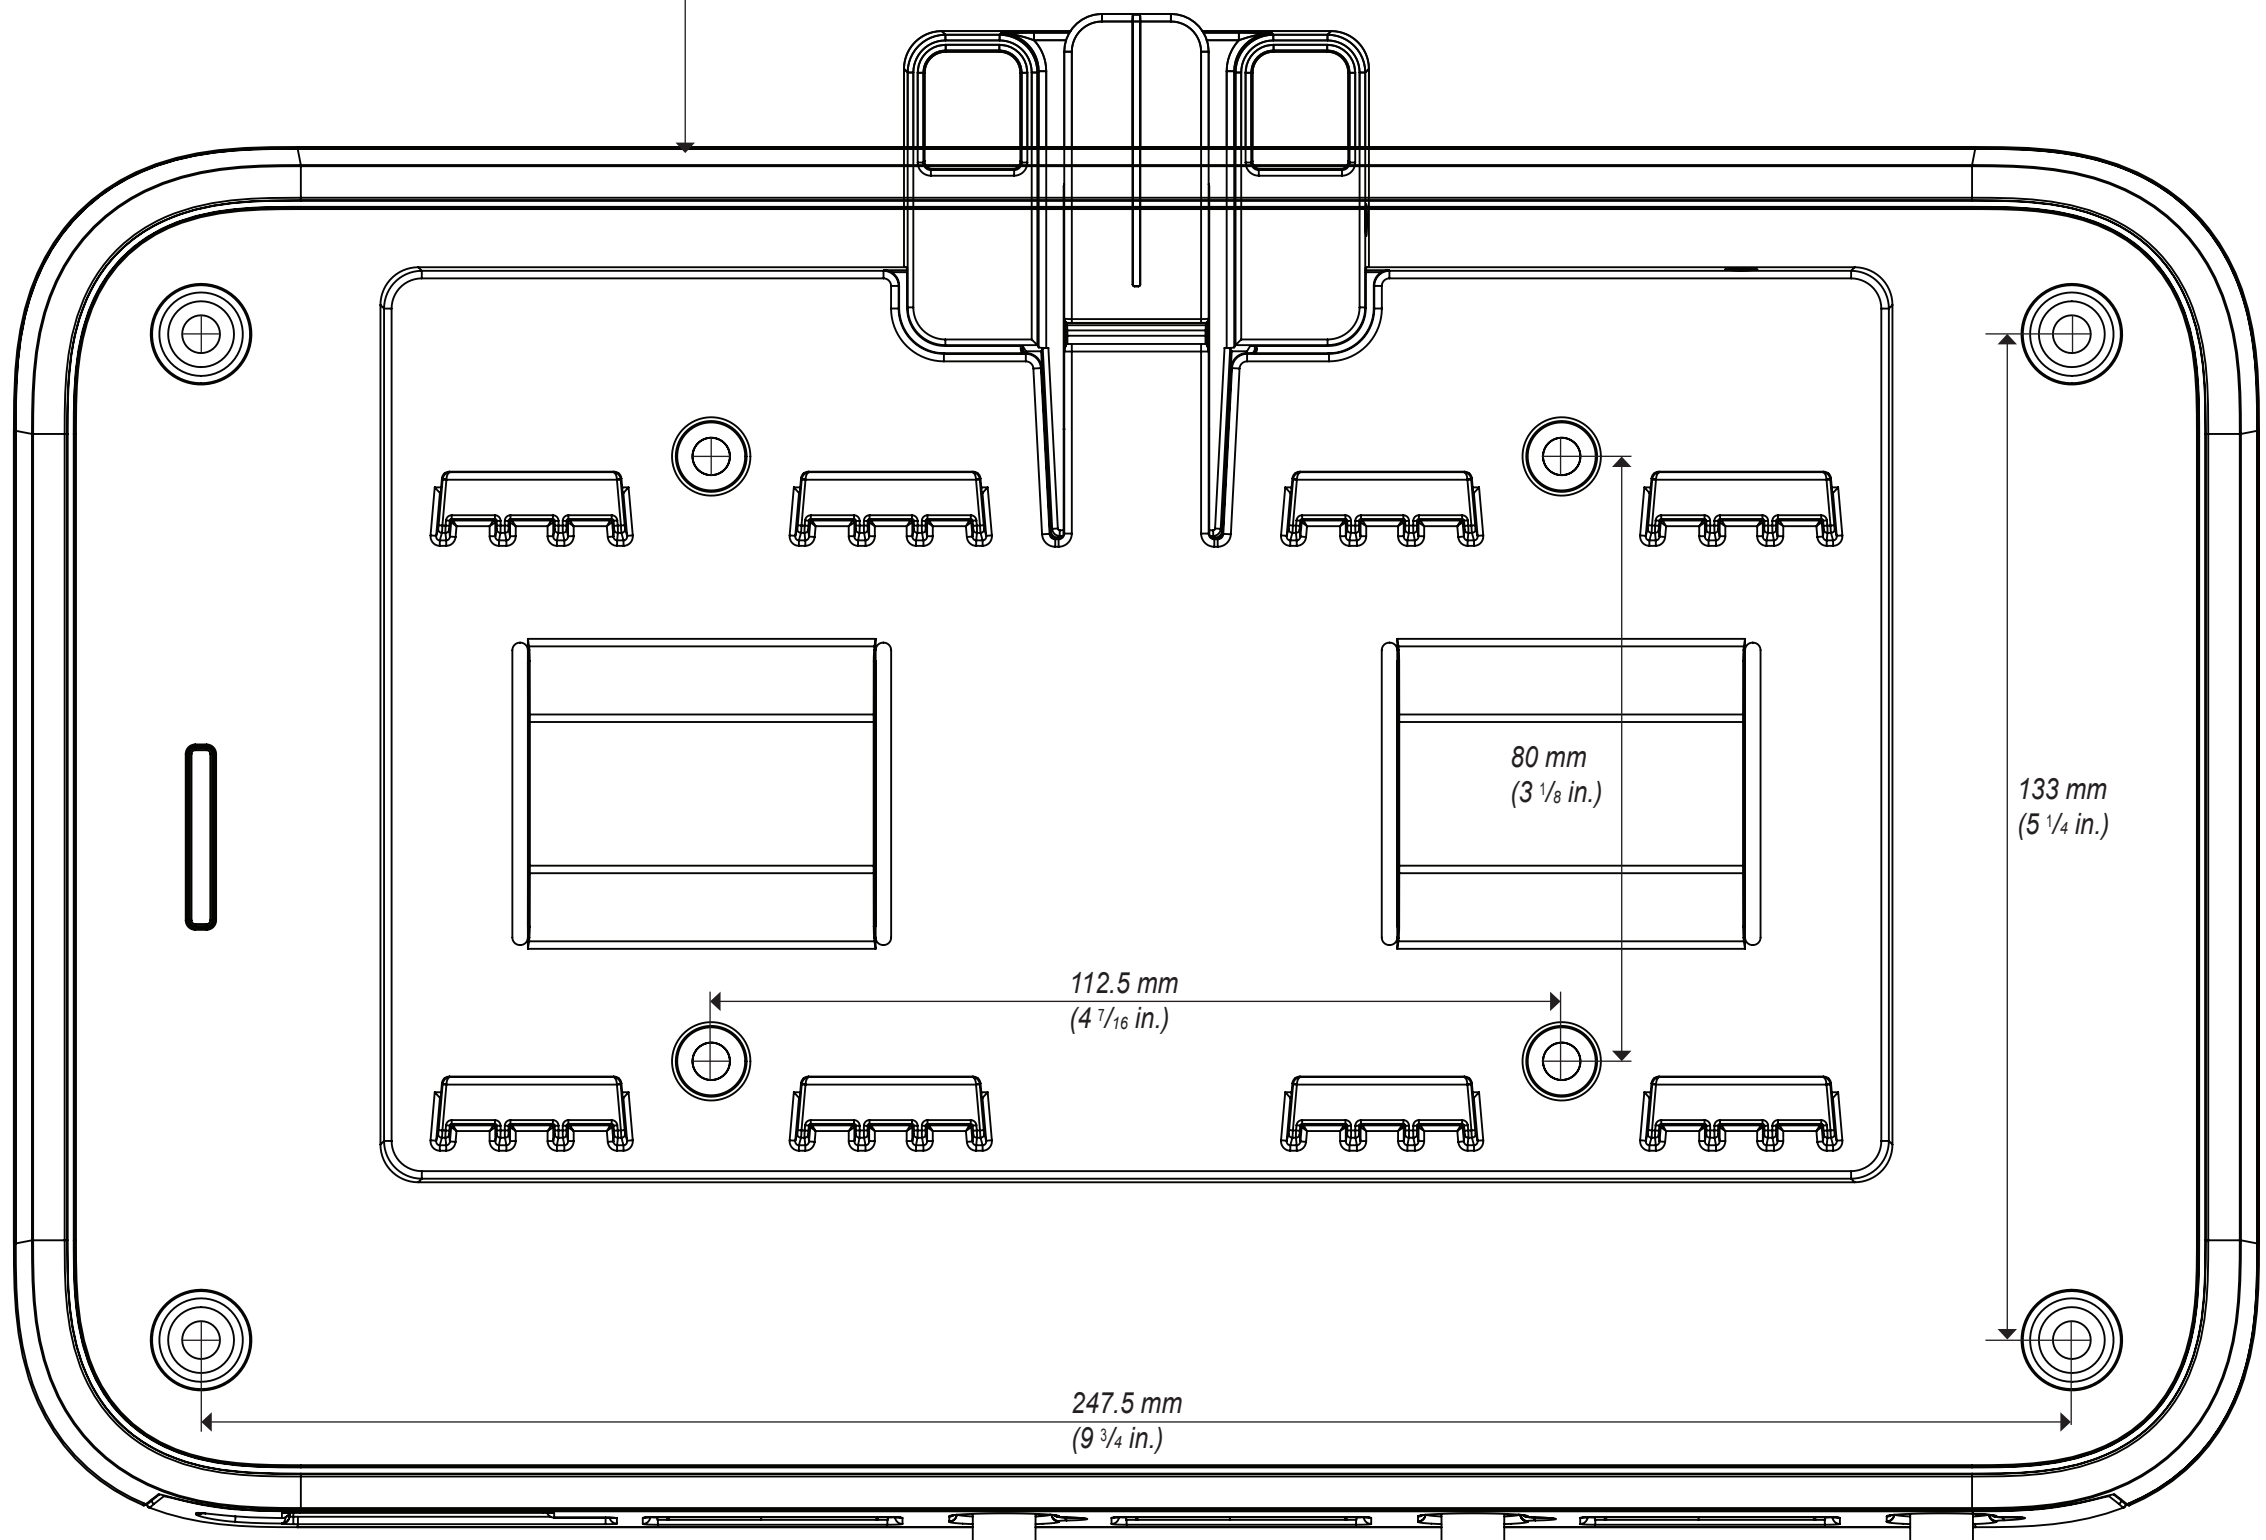 80 mm
(3 1/8 in.)
133 mm
(5 1/4 in.)
112.5 mm
(4 7/16 in.)
247.5 mm
(9 3/4 in.)